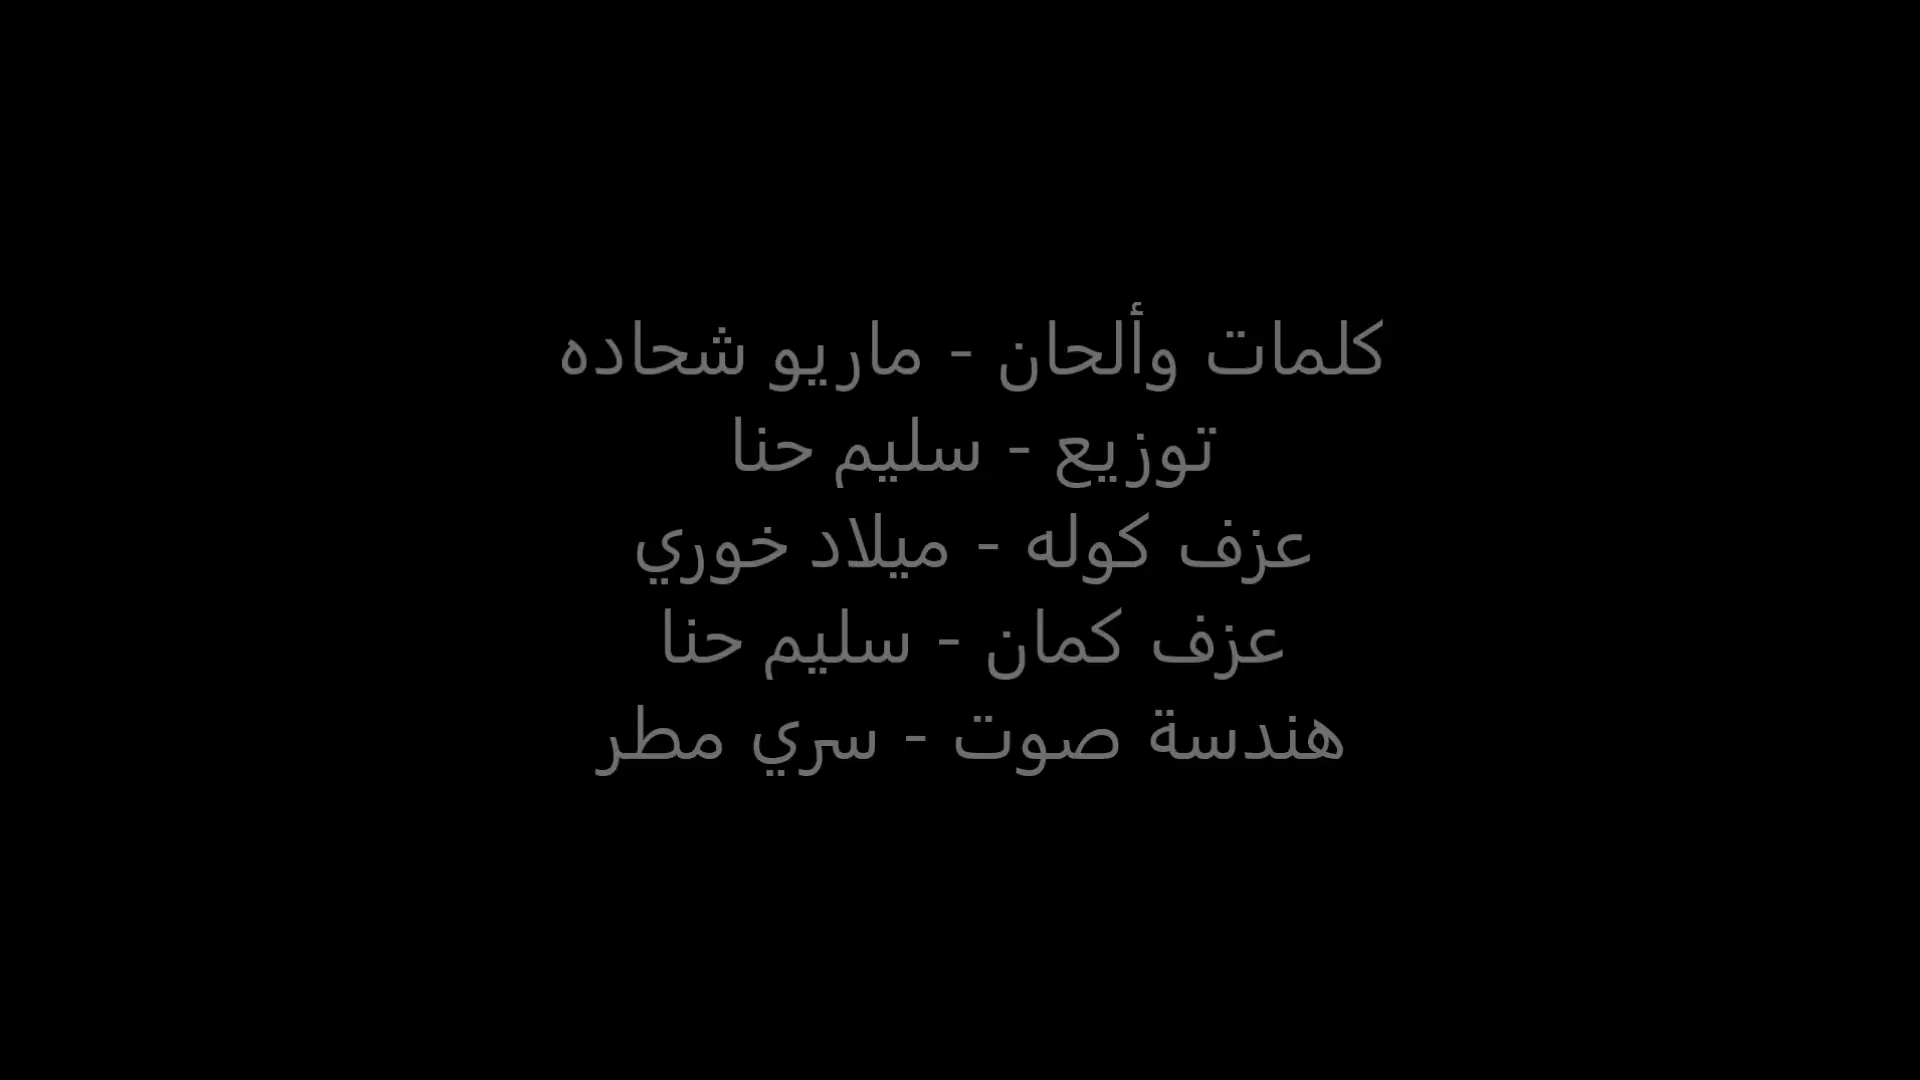 كلمات وألحان - ماريو شحاده
توزيع - سليم حنا
عزف كوله - ميلاد خوري
عزف كمان - سليم حنا
هندسة صوت - سري مطر